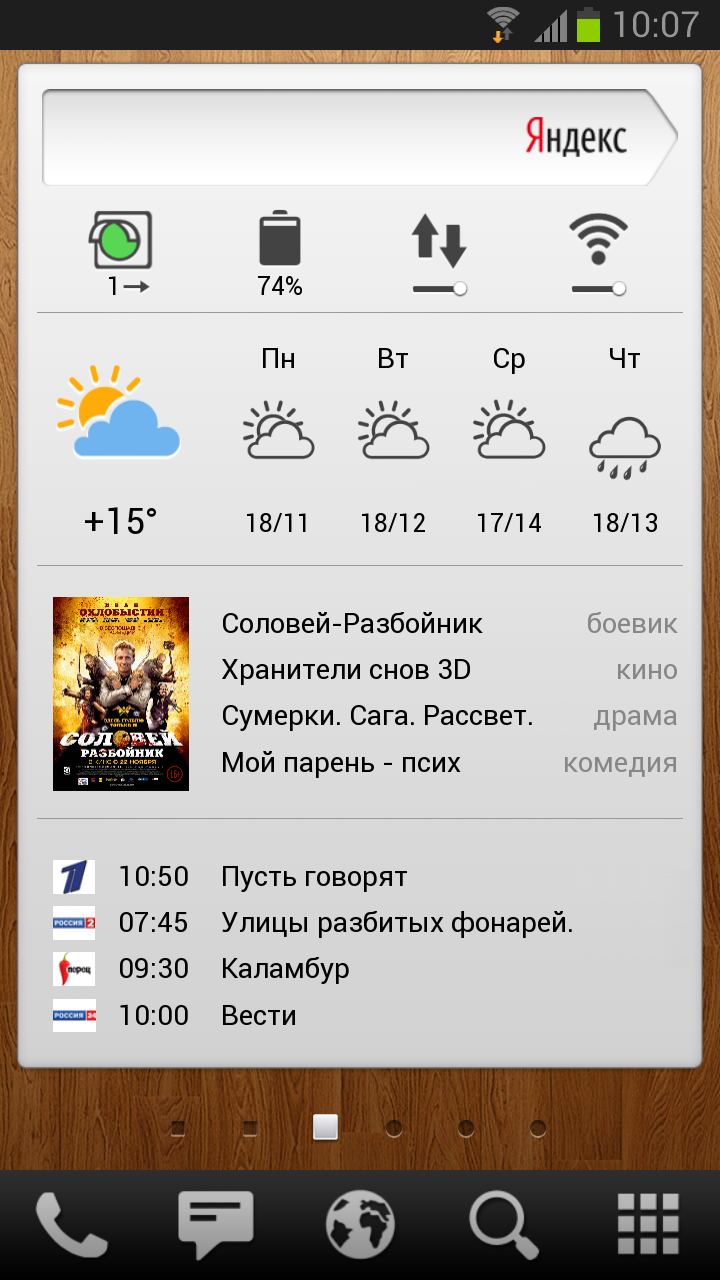 10:07
Яндекс
1→
74%
Пн Вт Ср Чт
+15° 18/11 18/12 17/14 18/13
ИВАН
ОХЛОБЫСТИН
СОЛОВЕЙ
РАЗБОЙНИК
В КИНО С 22 НОЯБРЯ
Соловей-Разбойник боевик
Хранители снов 3D кино
Сумерки. Сага. Рассвет. драма
Мой парень - псих комедия
1 10:50 Пусть говорят
РОССИЯ 2 07:45 Улицы разбитых фонарей.
перец 09:30 Каламбур
РОССИЯ 24 10:00 Вести